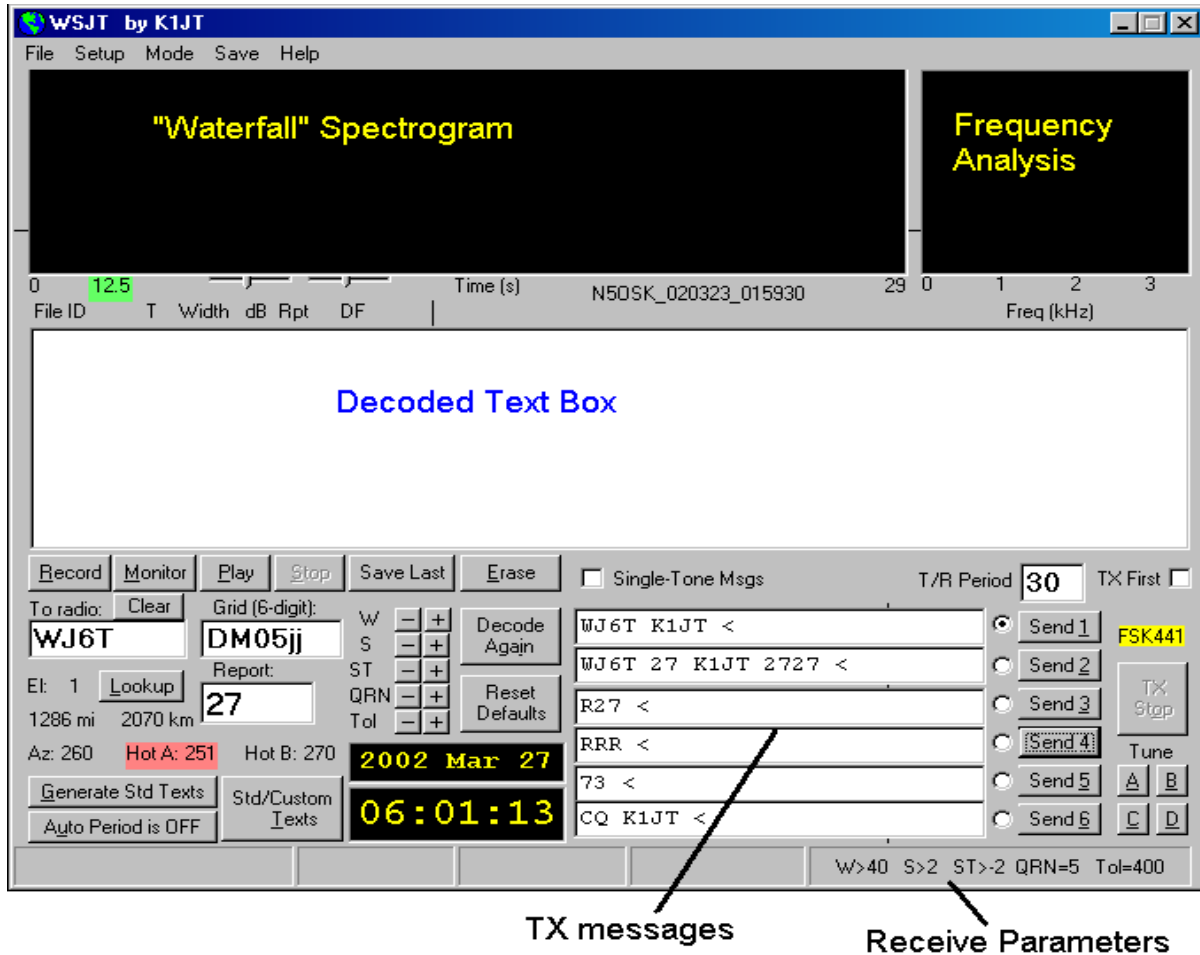 WSJT by K1JT
File Setup Mode Save Help
"Waterfall" Spectrogram
Frequency
Analysis
0 12.5 Time (s) N5OSK_020323_015930 29 0 1 2 3
File ID T Width dB Rpt DF Freq (kHz)
Decoded Text Box
Record Monitor Play Stop Save Last Erase Single-Tone Msgs T/R Period 30 TX First
To radio: Clear Grid (6-digit):
WJ6T DM05jj
El: 1 Lookup Report:
27
1286 mi 2070 km
Az: 260 Hot A: 251 Hot B: 270
Generate Std Texts
Auto Period is OFF
Std/Custom
Texts
W - +
S - +
ST - +
QRN - +
Tol - +
Decode
Again
Reset
Defaults
2002 Mar 27
06:01:13
WJ6T K1JT < Send 1
WJ6T 27 K1JT 2727 < Send 2
R27 < Send 3
RRR < Send 4
73 < Send 5
CQ K1JT < Send 6
FSK441
TX
Stop
Tune
A B
C D
W>40 S>2 ST>-2 QRN=5 Tol=400
TX messages
Receive Parameters